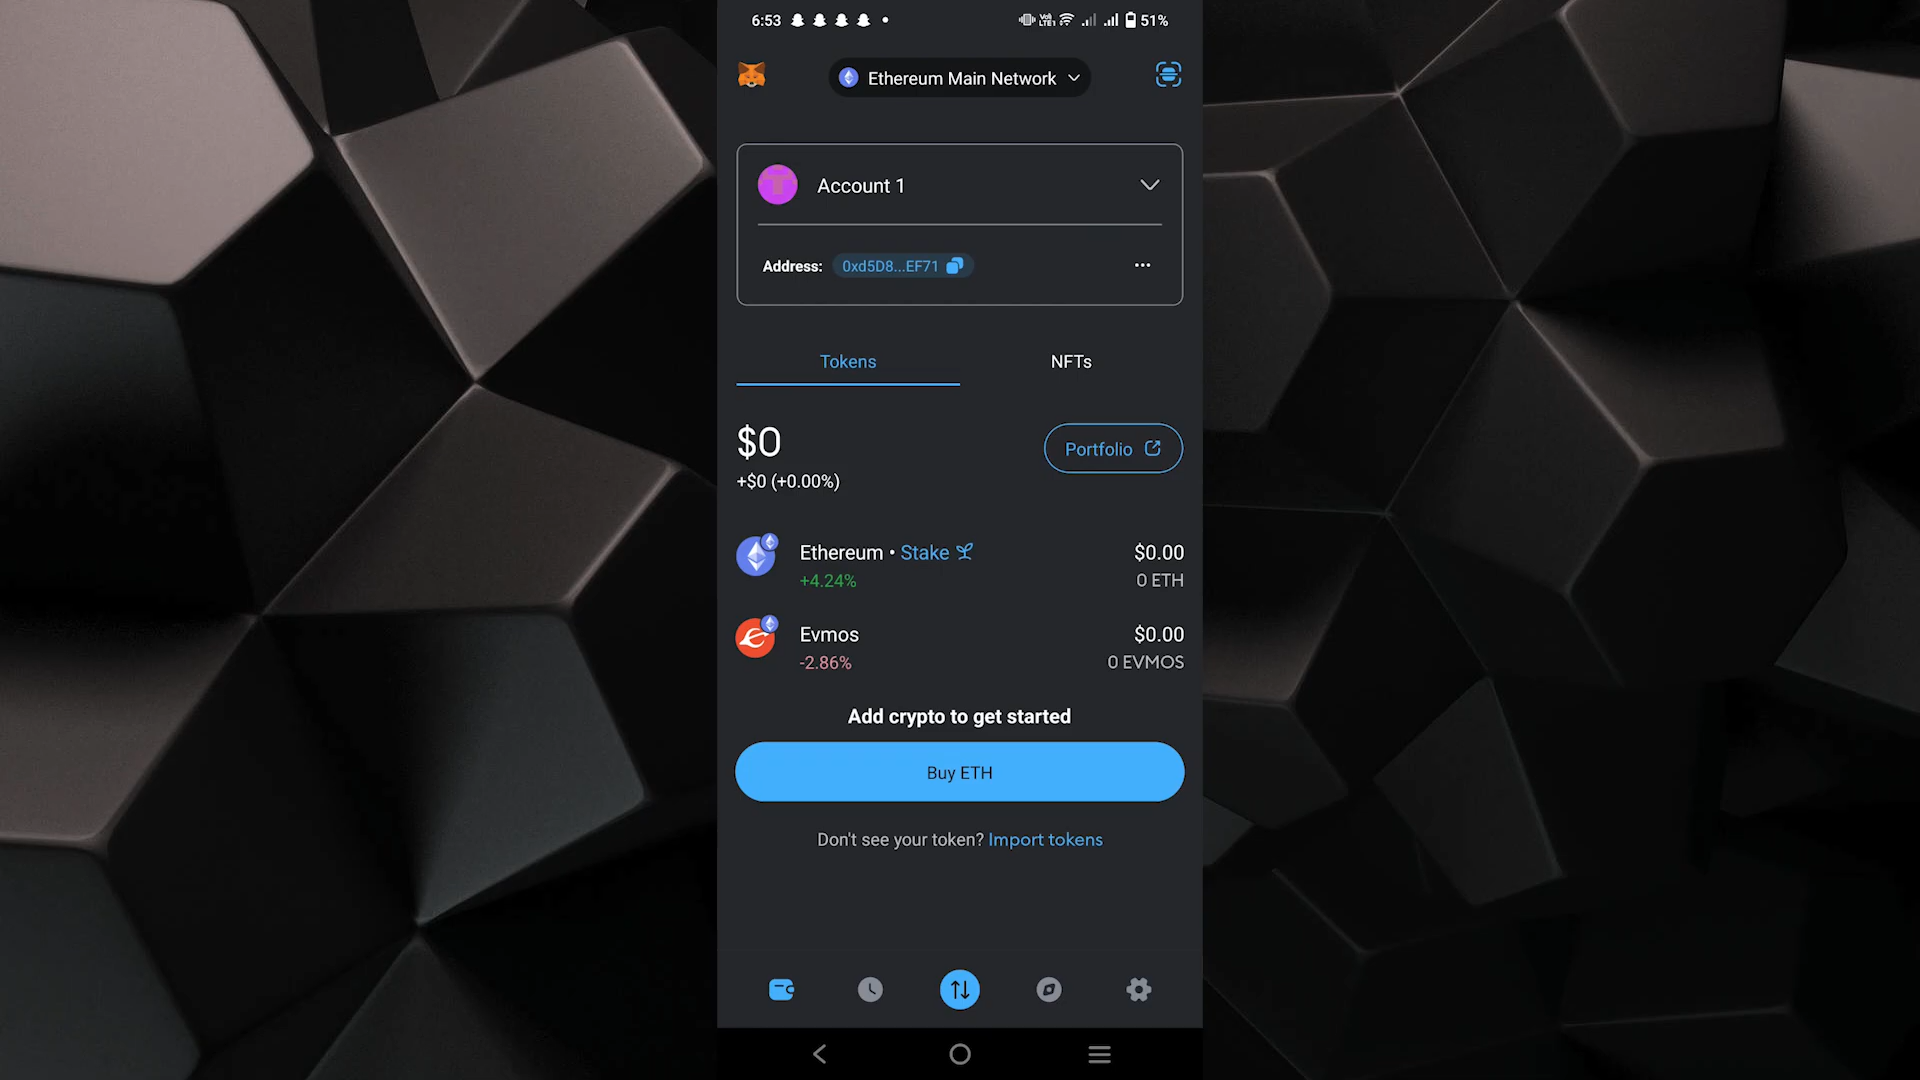 6:53
VoI
LTE1
51%
Ethereum Main Network
Account 1
Address: 0xd5D8...EF71
Tokens
NFTs
$0
Portfolio
+$0 (+0.00%)
Ethereum • Stake
$0.00
+4.24%
0 ETH
Evmos
$0.00
-2.86%
0 EVMOS
Add crypto to get started
Buy ETH
Don't see your token? Import tokens